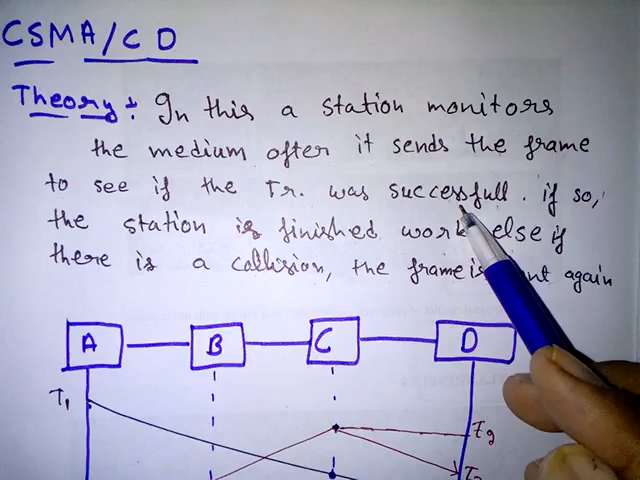 CSMA/CD
Theory: In this a station monitors
the medium after it sends the frame
to see if the Tr. was successfull. if so,
the station is finished work else if
there is a collision, the frame is again
A B C D
T1